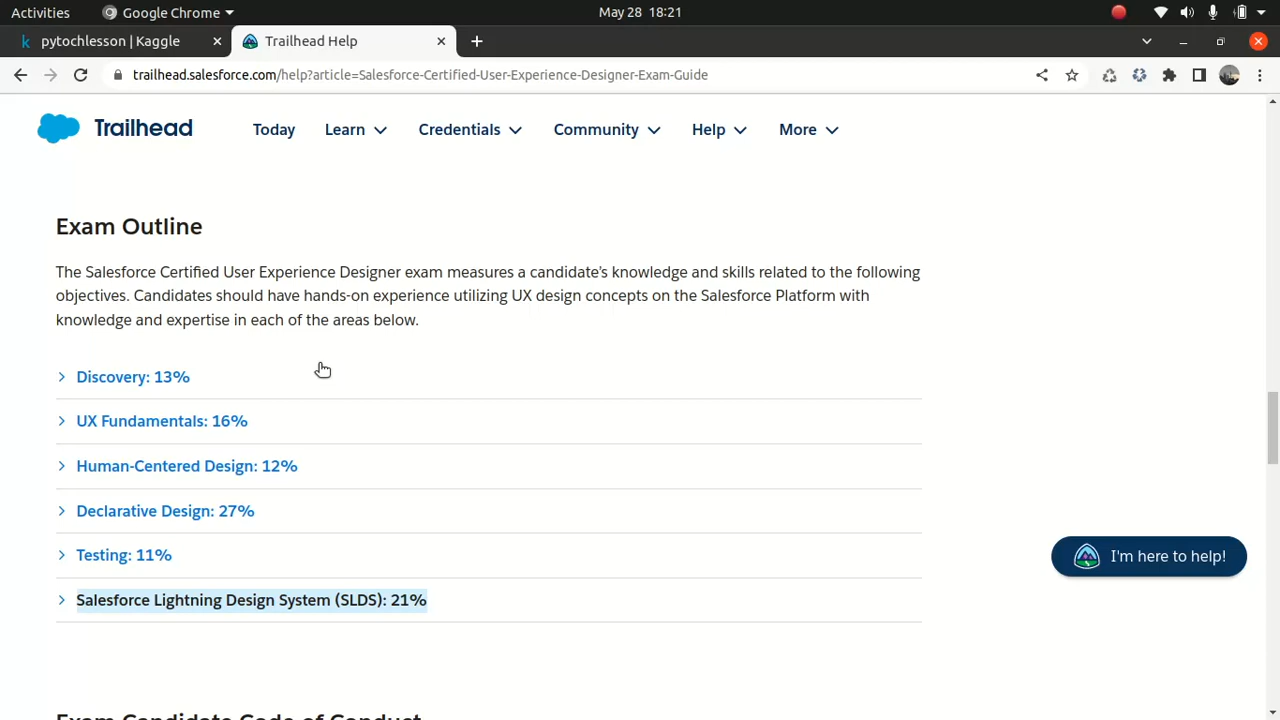 Activities Google Chrome May 28 18:21
pytochlesson | Kaggle Trailhead Help
trailhead.salesforce.com/help?article=Salesforce-Certified-User-Experience-Designer-Exam-Guide
Trailhead Today Learn Credentials Community Help More
Exam Outline
The Salesforce Certified User Experience Designer exam measures a candidate's knowledge and skills related to the following
objectives. Candidates should have hands-on experience utilizing UX design concepts on the Salesforce Platform with
knowledge and expertise in each of the areas below.
Discovery: 13%
UX Fundamentals: 16%
Human-Centered Design: 12%
Declarative Design: 27%
Testing: 11%
I'm here to help!
Salesforce Lightning Design System (SLDS): 21%
Exam Candidate Code of Conduct